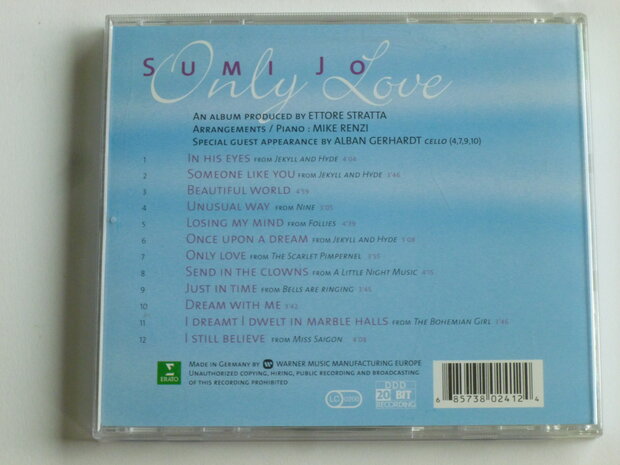 SUMI JO
Only Love
AN ALBUM PRODUCED BY ETTORE STRATTA
ARRANGEMENTS / PIANO : MIKE RENZI
SPECIAL GUEST APPEARANCE BY ALBAN GERHARDT CELLO (4,7,9,10)
1 IN HIS EYES FROM JEKYLL AND HYDE 4'04
2 SOMEONE LIKE YOU FROM JEKYLL AND HYDE 3'46
3 BEAUTIFUL WORLD 4'39
4 UNUSUAL WAY FROM NINE 3'05
5 LOSING MY MIND FROM FOLLIES 4'39
6 ONCE UPON A DREAM FROM JEKYLL AND HYDE 3'08
7 ONLY LOVE FROM THE SCARLET PIMPERNEL 3'55
8 SEND IN THE CLOWNS FROM A LITTLE NIGHT MUSIC 4'15
9 JUST IN TIME FROM BELLS ARE RINGING 3'45
10 DREAM WITH ME 3'42
11 I DREAMT I DWELT IN MARBLE HALLS FROM THE BOHEMIAN GIRL 3'46
12 I STILL BELIEVE FROM MISS SAIGON 4'03
MADE IN GERMANY BY WARNER MUSIC MANUFACTURING EUROPE
UNAUTHORIZED COPYING, HIRING, PUBLIC RECORDING AND BROADCASTING
OF THIS RECORDING PROHIBITED
ERATO
LC 0200
DDD
20 BIT
RECORDING
6 85738 02412 4